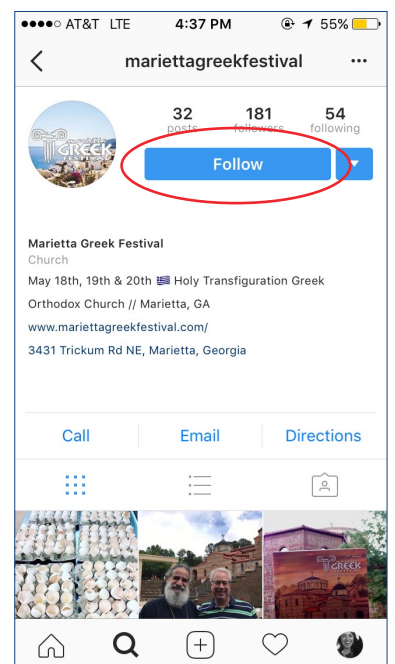 AT&T LTE 4:37 PM 55%
mariettagreekfestival
32 181 54
posts followers following
GREEK
FESTIVAL
Follow
Marietta Greek Festival
Church
May 18th, 19th & 20th 🇬🇷 Holy Transfiguration Greek
Orthodox Church // Marietta, GA
www.mariettagreekfestival.com/
3431 Trickum Rd NE, Marietta, Georgia
Call Email Directions
GREEK